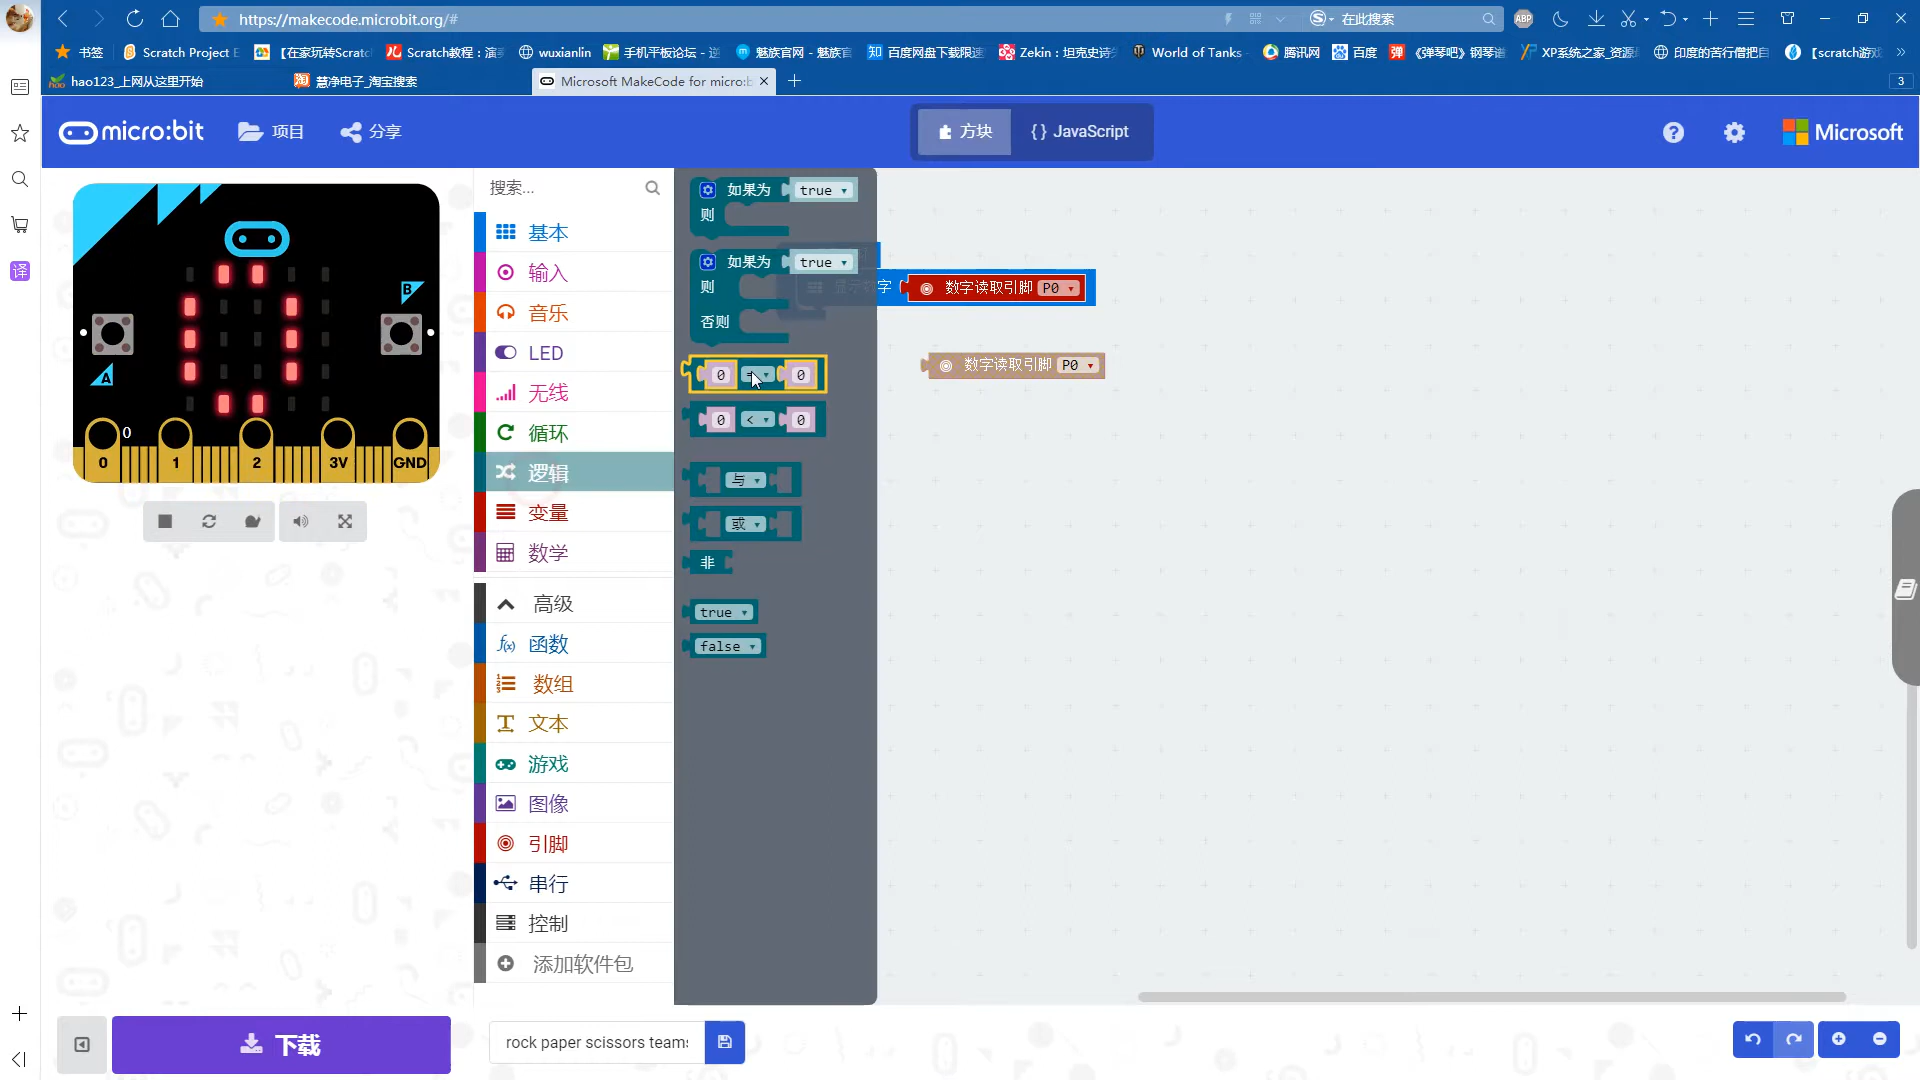 https://makecode.microbit.org/#
在此搜索
ABP
书签
Scratch Project E
【在家玩转Scratc
Scratch教程：演
wuxianlin
手机平板论坛 - 逆
魅族官网 - 魅族官
百度网盘下载限速
Zekin：坦克史诗
World of Tanks
腾讯网
百度
《弹琴吧》钢琴谱
XP系统之家_资源
印度的苦行僧把自
【scratch游戏
hao123_上网从这里开始
慧净电子_淘宝搜索
Microsoft MakeCode for micro:b
3
micro:bit
项目
分享
方块
{} JavaScript
Microsoft
译
搜索...
基本
输入
音乐
LED
无线
循环
逻辑
变量
数学
高级
函数
数组
文本
游戏
图像
引脚
串行
控制
添加软件包
如果为 true
则
如果为 true
则
否则
0 = 0
0 < 0
与
或
非
true
false
显示数字 数字读取引脚 P0
数字读取引脚 P0
A
B
0
0 1 2 3V GND
下载
rock paper scissors teams